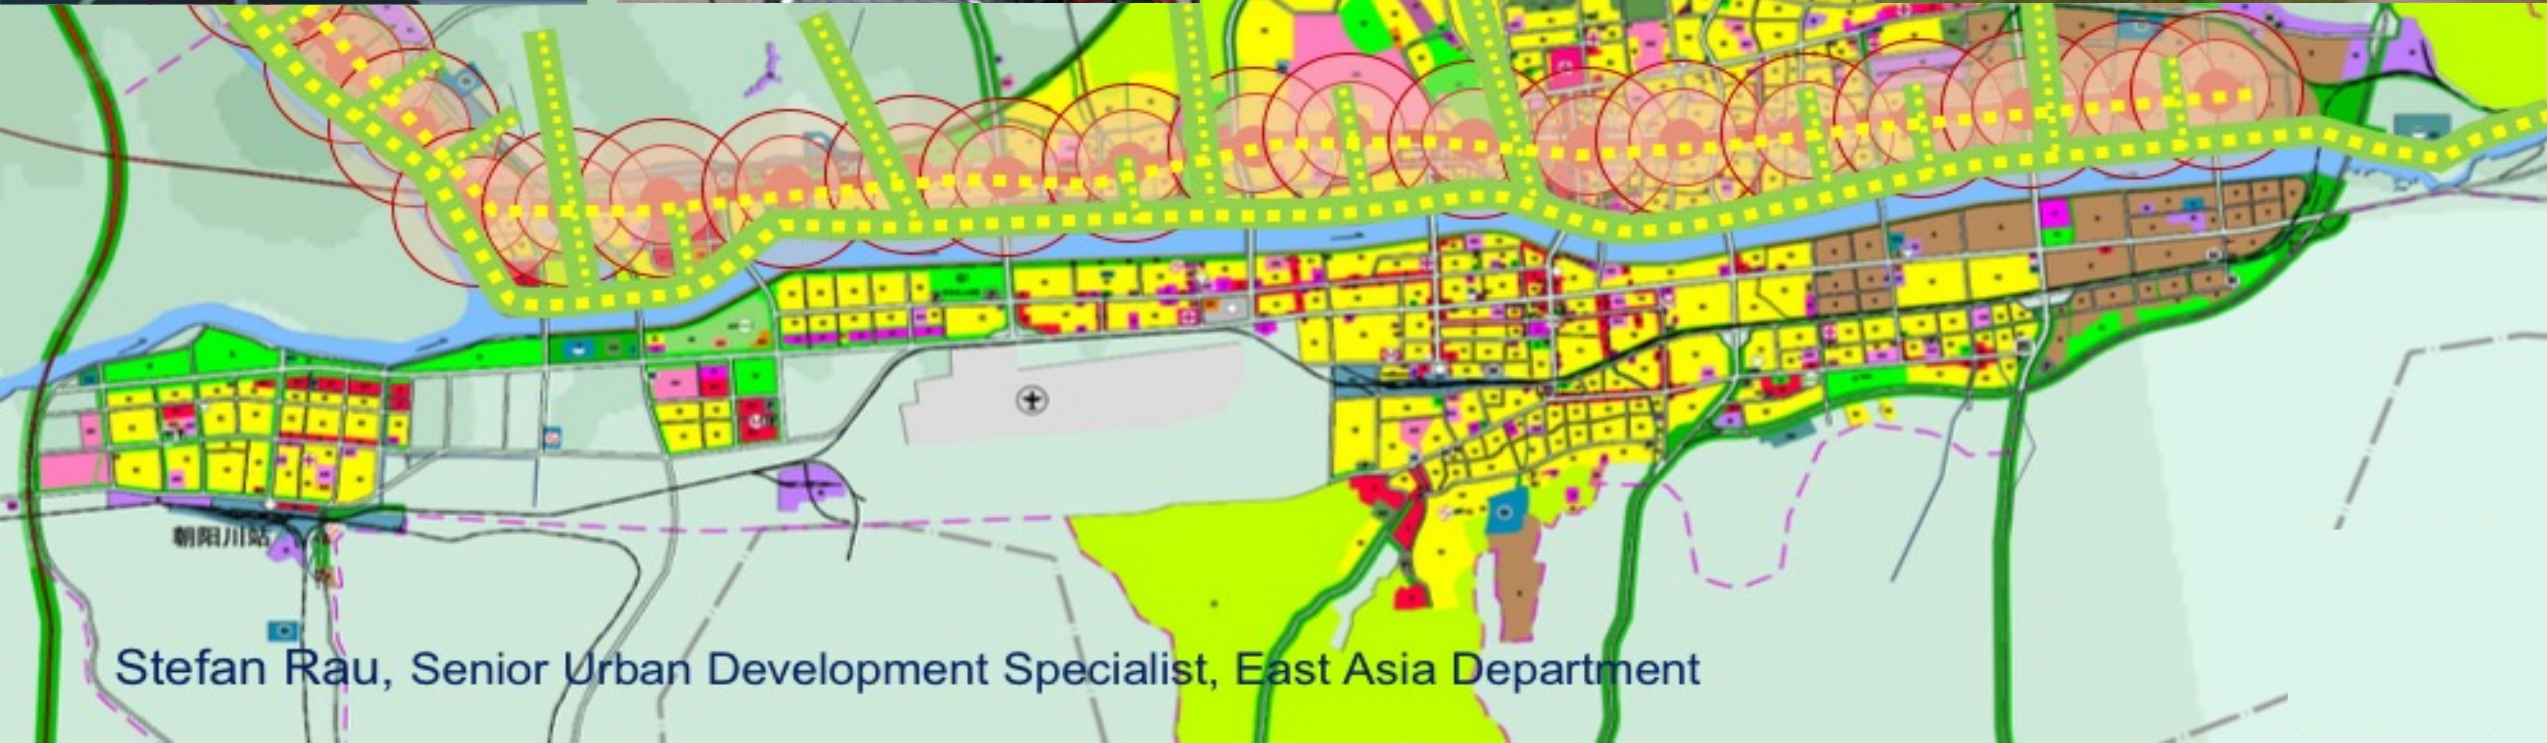 朝阳川站
Stefan Rau, Senior Urban Development Specialist, East Asia Department